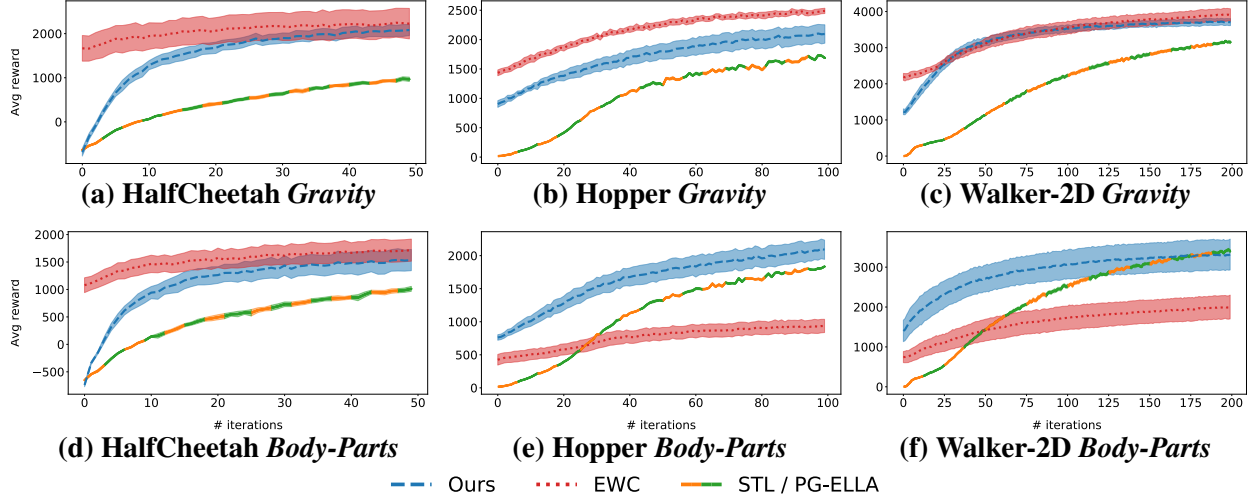 2000
1000
0
Avg reward
0 10 20 30 40 50
(a) HalfCheetah Gravity
2500
2000
1500
1000
500
0
0 20 40 60 80 100
(b) Hopper Gravity
4000
3000
2000
1000
0
0 25 50 75 100 125 150 175 200
(c) Walker-2D Gravity
2000
1500
1000
500
0
−500
Avg reward
0 10 20 30 40 50
# iterations
(d) HalfCheetah Body-Parts
2000
1500
1000
500
0
0 20 40 60 80 100
# iterations
(e) Hopper Body-Parts
3000
2000
1000
0
0 25 50 75 100 125 150 175 200
# iterations
(f) Walker-2D Body-Parts
Ours EWC STL / PG-ELLA